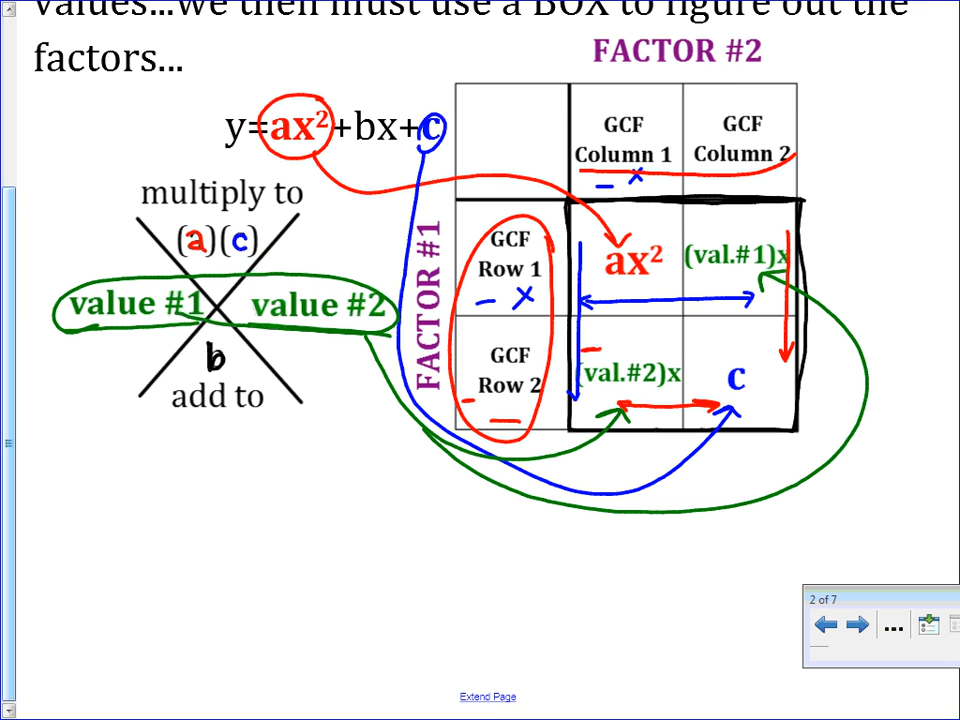 values...we then must use a BOX to figure out the
factors...
FACTOR #2
y=ax²+bx+c
GCF Column 1
GCF Column 2
– x
multiply to
(a)(c)
value #1 value #2
b
add to
FACTOR #1
GCF Row 1
– x
ax²
(val.#1)x
GCF Row 2
– –
–
(val.#2)x
c
2 of 7
...
Extend Page